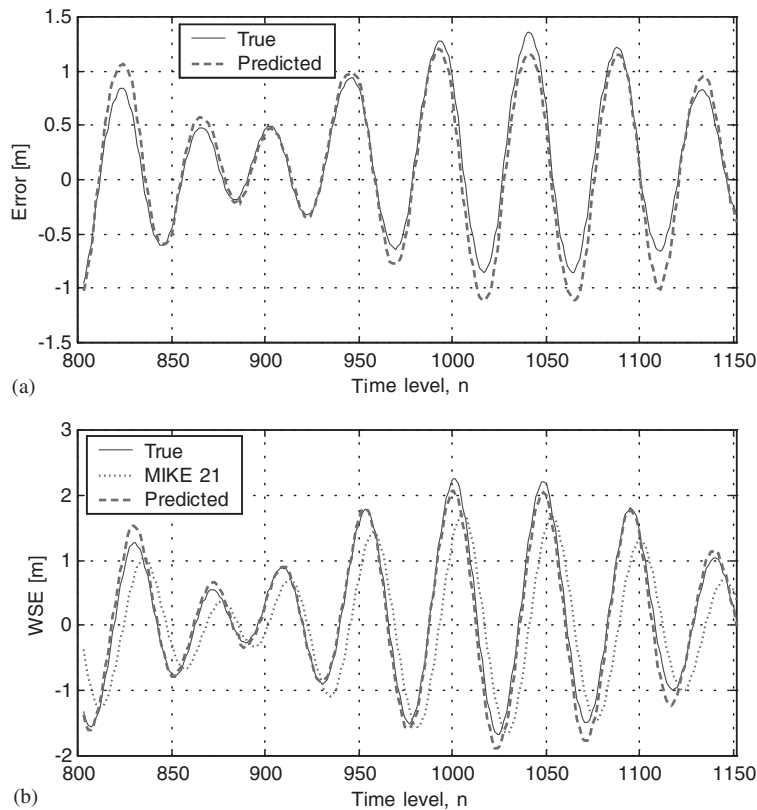 1.5
True
Predicted
1
0.5
0
-0.5
-1
-1.5
Error [m]
800 850 900 950 1000 1050 1100 1150
Time level, n
(a)
3
True
MIKE 21
Predicted
2
1
0
-1
-2
WSE [m]
800 850 900 950 1000 1050 1100 1150
Time level, n
(b)